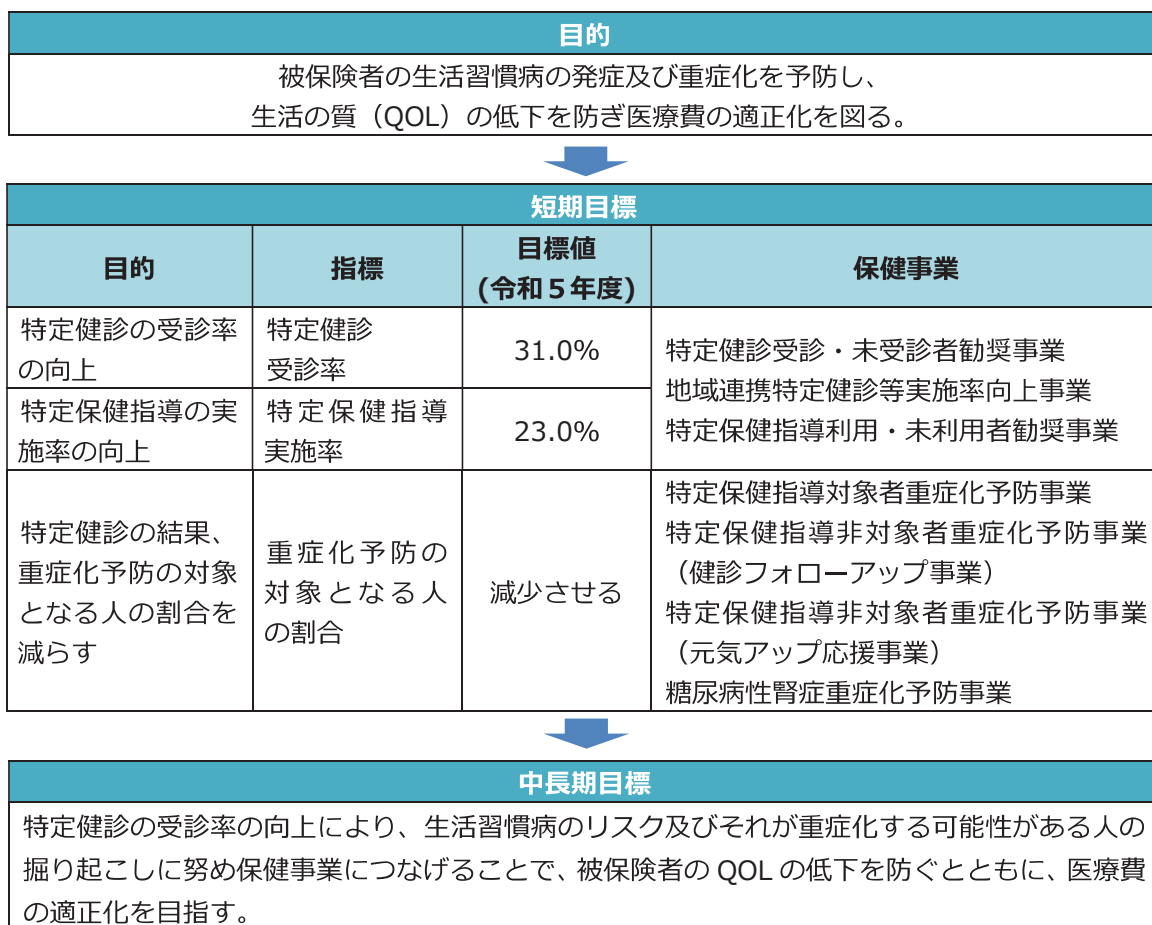 目的
被保険者の生活習慣病の発症及び重症化を予防し、
生活の質（QOL）の低下を防ぎ医療費の適正化を図る。
短期目標
目的
指標
目標値
(令和５年度)
保健事業
特定健診の受診率
の向上
特定健診
受診率
31.0%
特定健診受診・未受診者勧奨事業
地域連携特定健診等実施率向上事業
特定保健指導利用・未利用者勧奨事業
特定保健指導の実
施率の向上
特定保健指導
実施率
23.0%
特定健診の結果、
重症化予防の対象
となる人の割合を
減らす
重症化予防の
対象となる人
の割合
減少させる
特定保健指導対象者重症化予防事業
特定保健指導非対象者重症化予防事業
（健診フォローアップ事業）
特定保健指導非対象者重症化予防事業
（元気アップ応援事業）
糖尿病性腎症重症化予防事業
中長期目標
特定健診の受診率の向上により、生活習慣病のリスク及びそれが重症化する可能性がある人の
掘り起こしに努め保健事業につなげることで、被保険者の QOL の低下を防ぐとともに、医療費
の適正化を目指す。